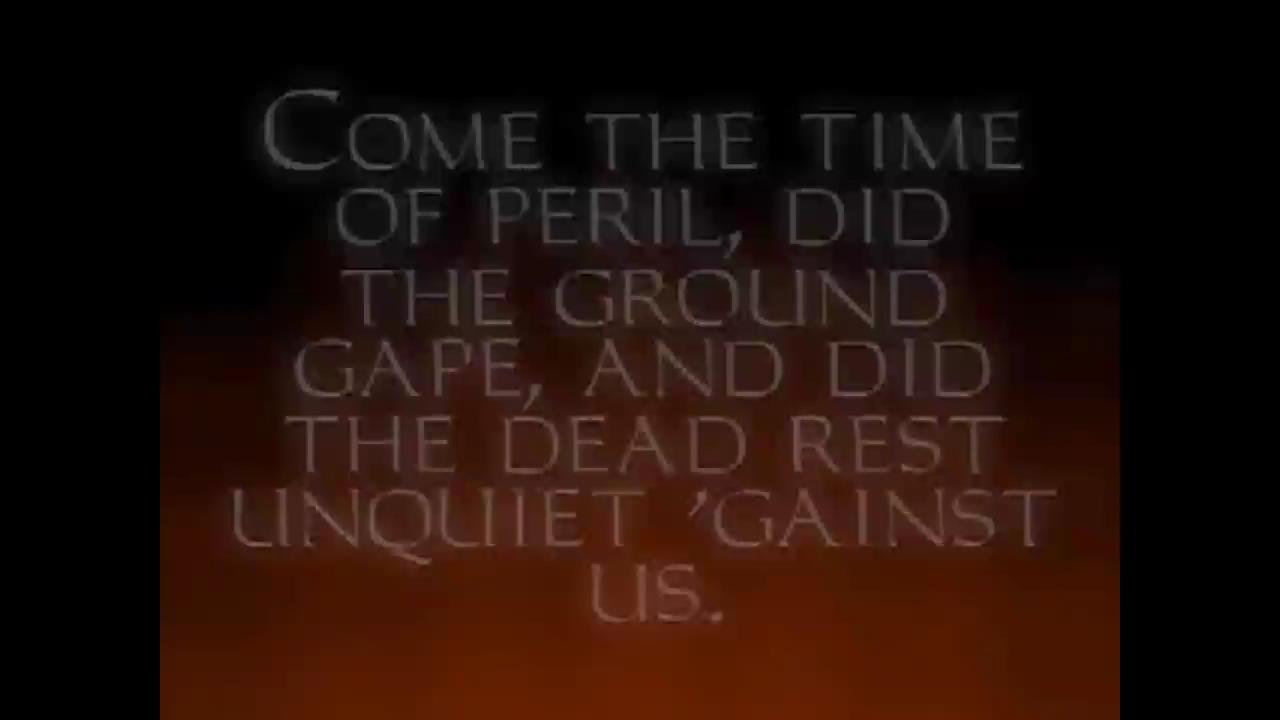 COME THE TIME
OF PERIL, DID
THE GROUND
GAPE, AND DID
THE DEAD REST
UNQUIET 'GAINST
US.